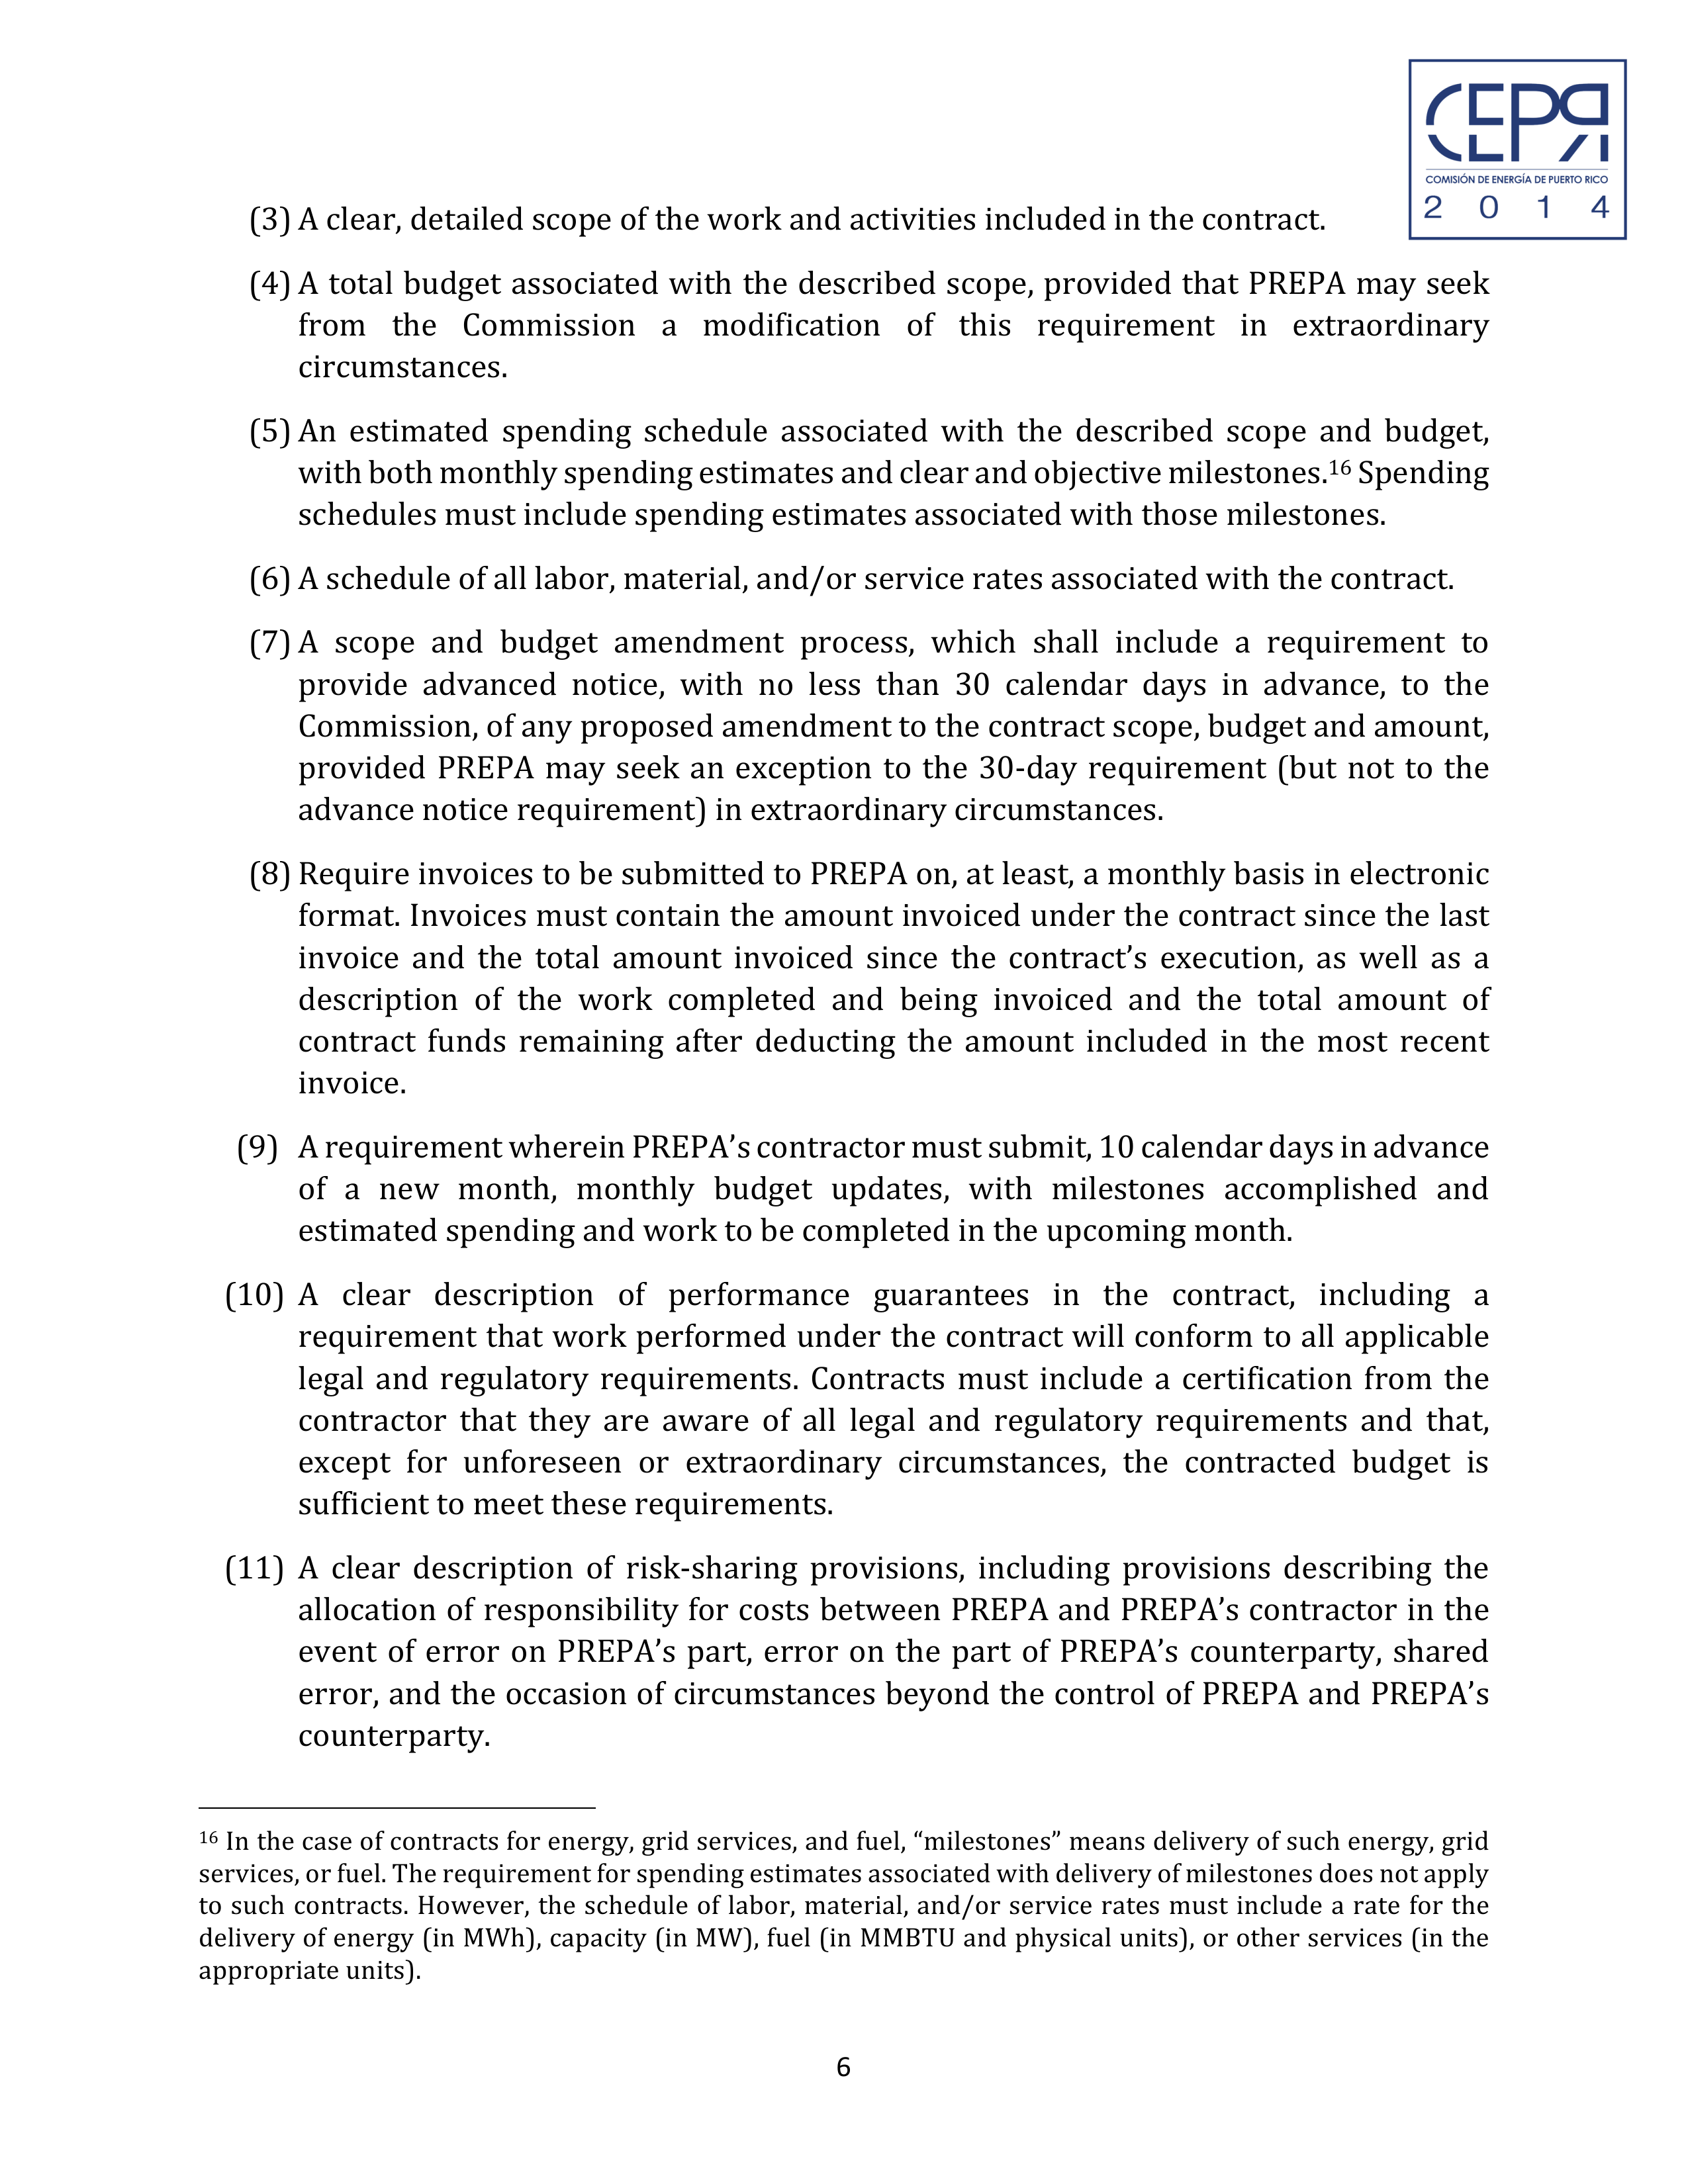 CEPR
COMISIÓN DE ENERGÍA DE PUERTO RICO
2 0 1 4
(3) A clear, detailed scope of the work and activities included in the contract.
(4) A total budget associated with the described scope, provided that PREPA may seek
from the Commission a modification of this requirement in extraordinary
circumstances.
(5) An estimated spending schedule associated with the described scope and budget,
with both monthly spending estimates and clear and objective milestones.16 Spending
schedules must include spending estimates associated with those milestones.
(6) A schedule of all labor, material, and/or service rates associated with the contract.
(7) A scope and budget amendment process, which shall include a requirement to
provide advanced notice, with no less than 30 calendar days in advance, to the
Commission, of any proposed amendment to the contract scope, budget and amount,
provided PREPA may seek an exception to the 30-day requirement (but not to the
advance notice requirement) in extraordinary circumstances.
(8) Require invoices to be submitted to PREPA on, at least, a monthly basis in electronic
format. Invoices must contain the amount invoiced under the contract since the last
invoice and the total amount invoiced since the contract’s execution, as well as a
description of the work completed and being invoiced and the total amount of
contract funds remaining after deducting the amount included in the most recent
invoice.
(9) A requirement wherein PREPA’s contractor must submit, 10 calendar days in advance
of a new month, monthly budget updates, with milestones accomplished and
estimated spending and work to be completed in the upcoming month.
(10) A clear description of performance guarantees in the contract, including a
requirement that work performed under the contract will conform to all applicable
legal and regulatory requirements. Contracts must include a certification from the
contractor that they are aware of all legal and regulatory requirements and that,
except for unforeseen or extraordinary circumstances, the contracted budget is
sufficient to meet these requirements.
(11) A clear description of risk-sharing provisions, including provisions describing the
allocation of responsibility for costs between PREPA and PREPA’s contractor in the
event of error on PREPA’s part, error on the part of PREPA’s counterparty, shared
error, and the occasion of circumstances beyond the control of PREPA and PREPA’s
counterparty.
16 In the case of contracts for energy, grid services, and fuel, “milestones” means delivery of such energy, grid
services, or fuel. The requirement for spending estimates associated with delivery of milestones does not apply
to such contracts. However, the schedule of labor, material, and/or service rates must include a rate for the
delivery of energy (in MWh), capacity (in MW), fuel (in MMBTU and physical units), or other services (in the
appropriate units).
6